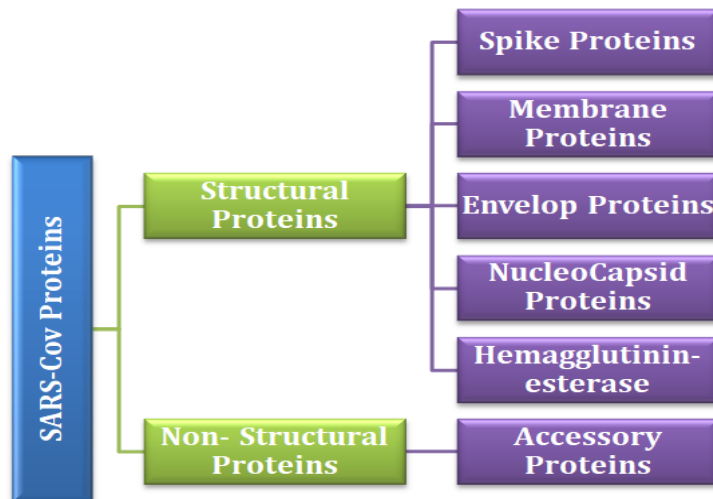 SARS-Cov Proteins
Structural
Proteins
Non- Structural
Proteins
Spike Proteins
Membrane
Proteins
Envelop Proteins
NucleoCapsid
Proteins
Hemagglutinin-
esterase
Accessory
Proteins